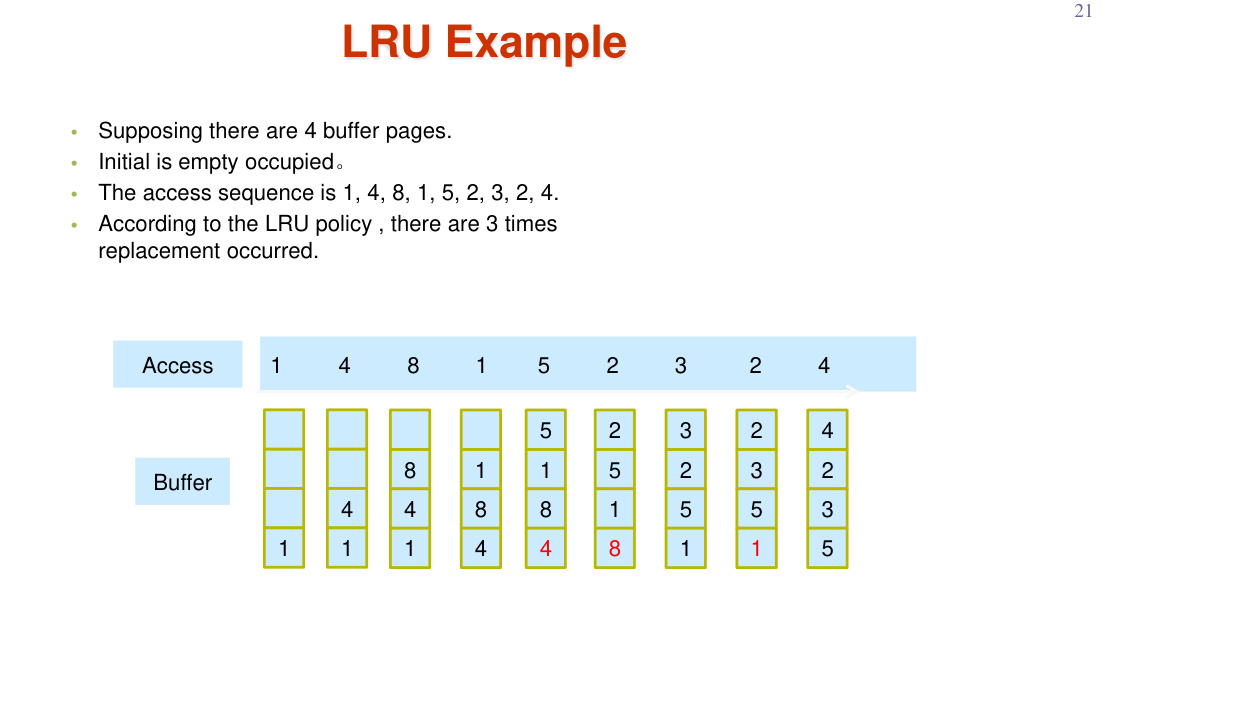 21
LRU Example
• Supposing there are 4 buffer pages.
• Initial is empty occupied。
• The access sequence is 1, 4, 8, 1, 5, 2, 3, 2, 4.
• According to the LRU policy , there are 3 times
replacement occurred.
Access 1 4 8 1 5 2 3 2 4
5 2 3 2 4
8 1 1 5 2 3 2
Buffer
4 4 8 8 1 5 5 3
1 1 1 4 4 8 1 1 5